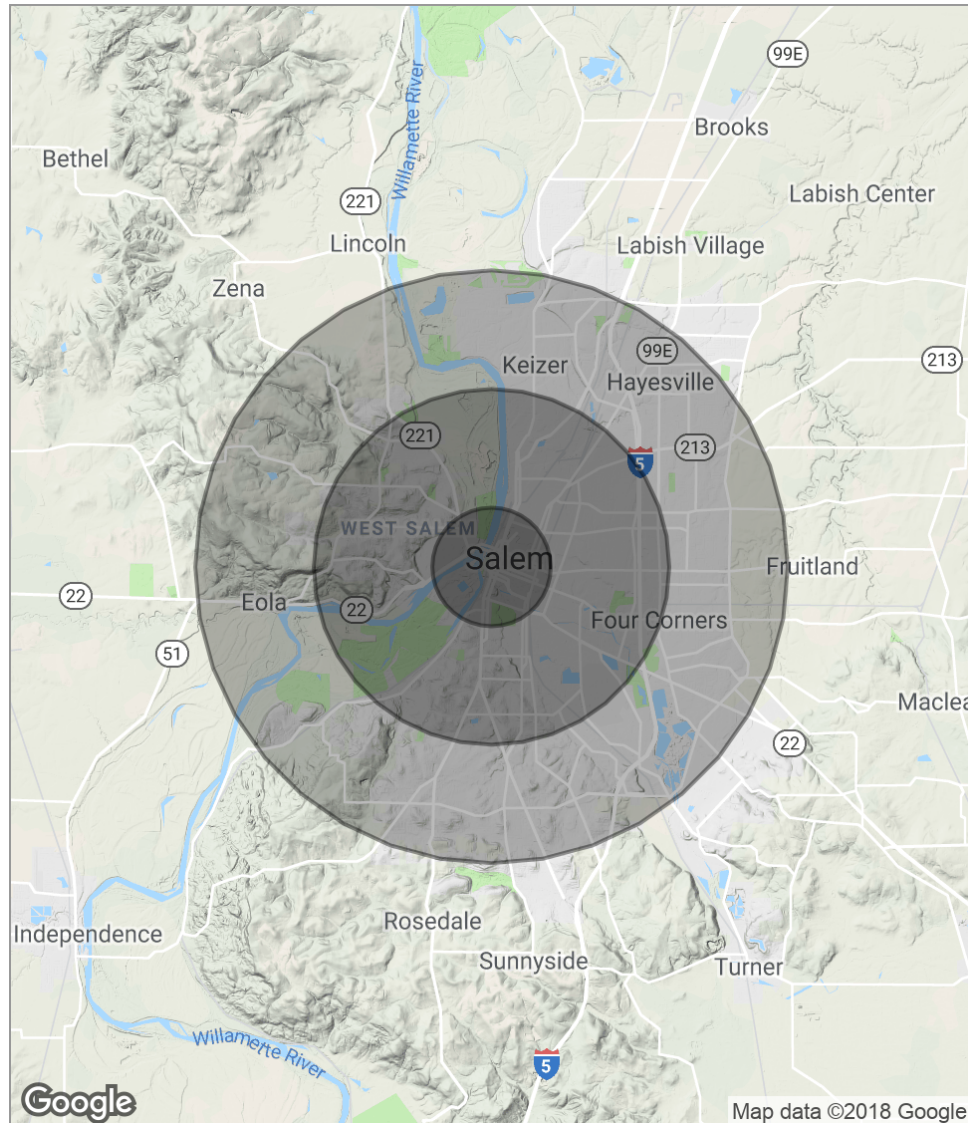 99E
Willamette River
Brooks
Bethel
Labish Center
221
Lincoln
Labish Village
Zena
99E
Keizer
213
Hayesville
221
213
5
WEST SALEM
Salem
Fruitland
22
Eola
22
Four Corners
51
Maclea
22
Rosedale
Independence
Sunnyside
Turner
Willamette River
5
Google
Map data ©2018 Google